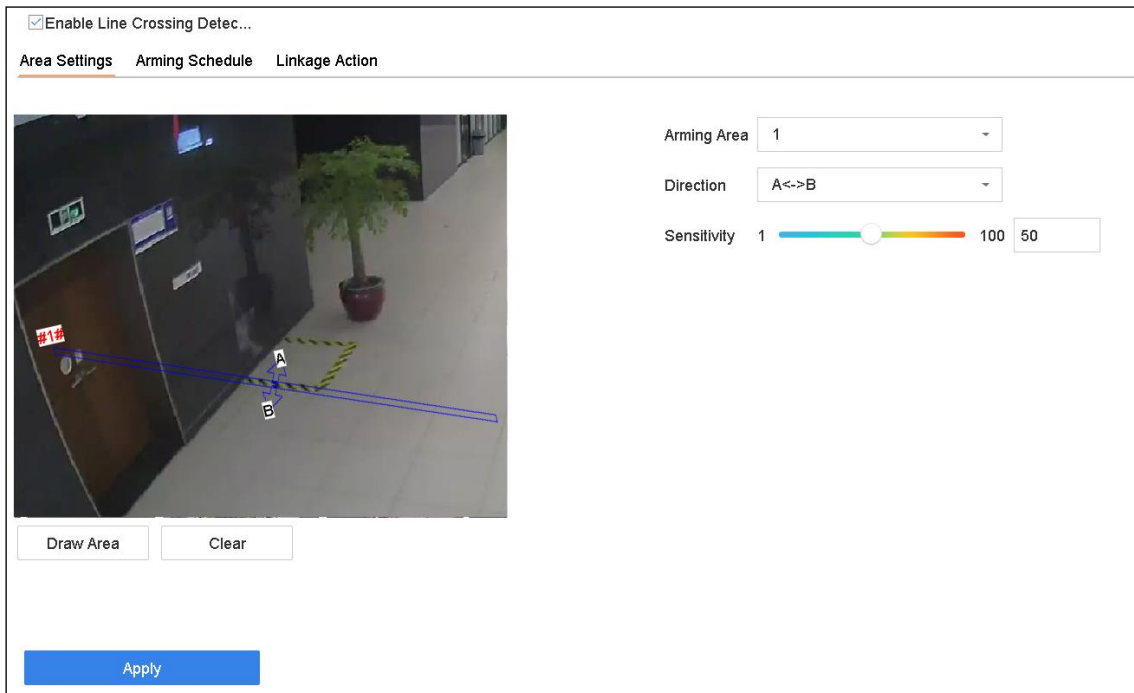 Enable Line Crossing Detec...
Area Settings Arming Schedule Linkage Action
Arming Area 1
Direction A<->B
Sensitivity 1 100 50
#1#
A
B
Draw Area Clear
Apply